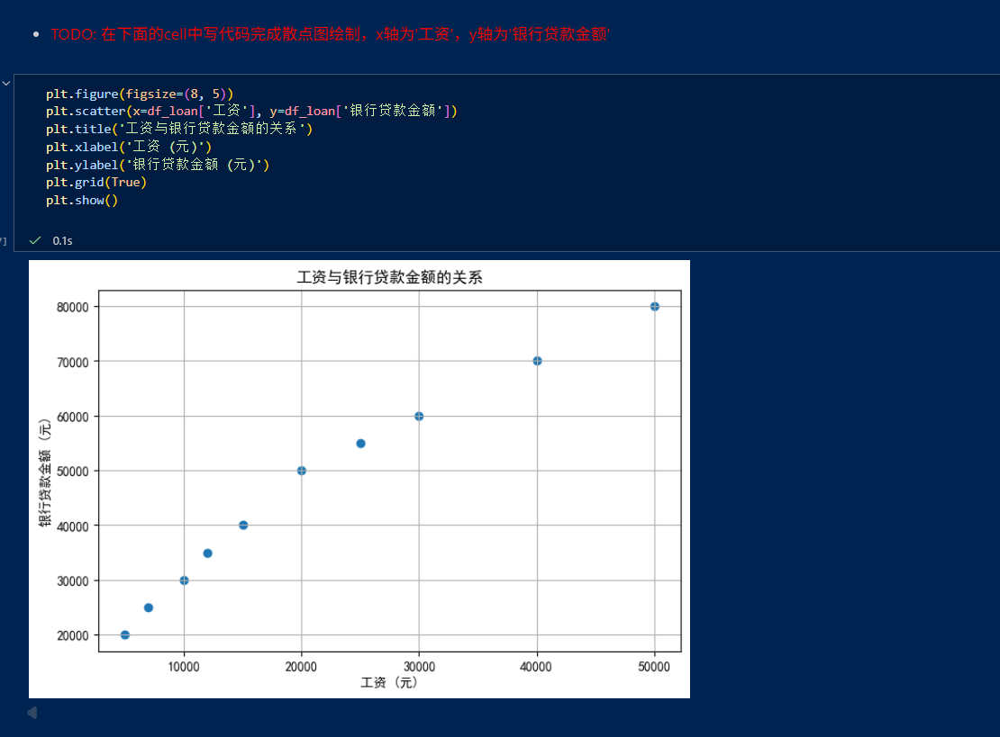 TODO: 在下面的cell中写代码完成散点图绘制，x轴为'工资'，y轴为'银行贷款金额'
plt.figure(figsize=(8, 5))
plt.scatter(x=df_loan['工资'], y=df_loan['银行贷款金额'])
plt.title('工资与银行贷款金额的关系')
plt.xlabel('工资 (元)')
plt.ylabel('银行贷款金额 (元)')
plt.grid(True)
plt.show()
]
0.1s
工资与银行贷款金额的关系
80000
70000
60000
50000
40000
30000
20000
银行贷款金额（元）
10000 20000 30000 40000 50000
工资（元）